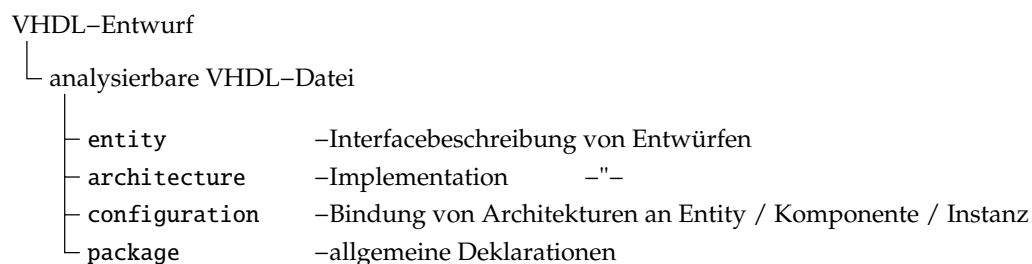 VHDL–Entwurf
analysierbare VHDL–Datei
entity –Interfacebeschreibung von Entwürfen
architecture –Implementation –"–
configuration –Bindung von Architekturen an Entity / Komponente / Instanz
package –allgemeine Deklarationen